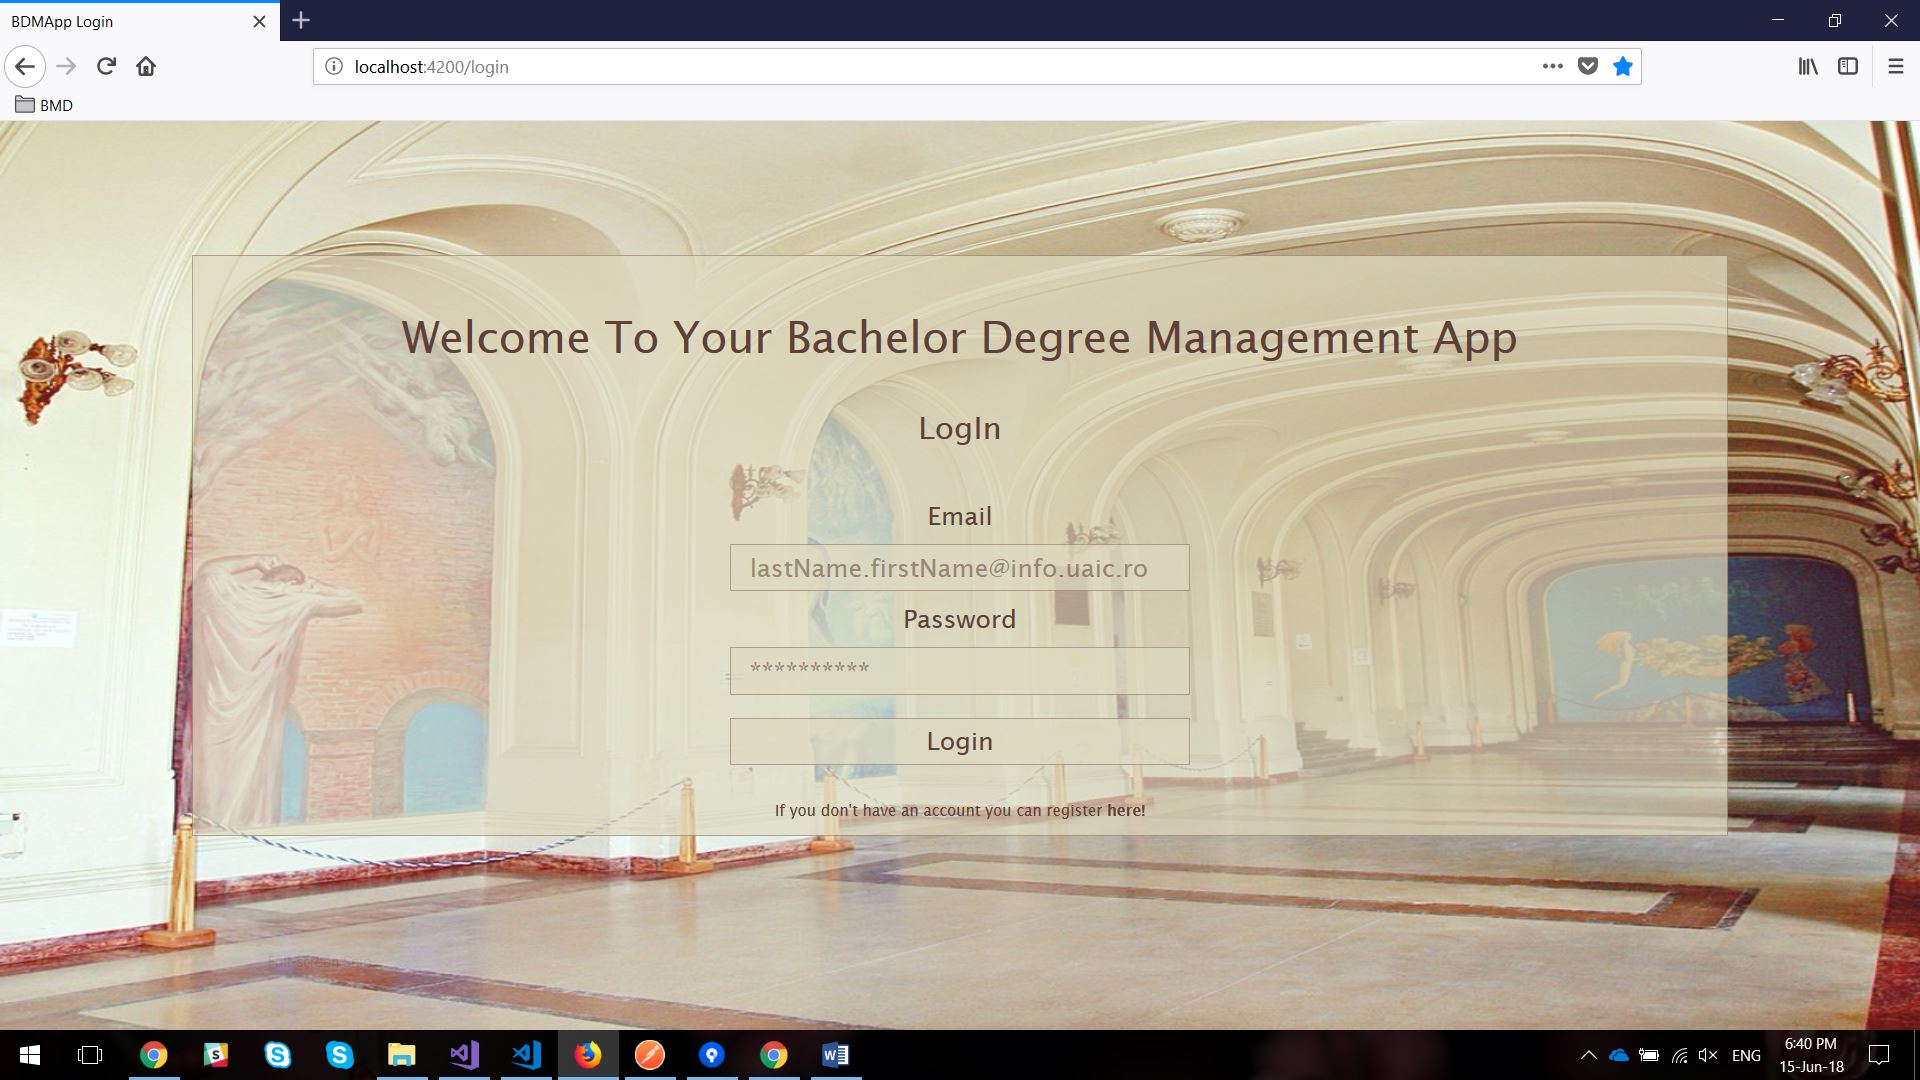 BDMApp Login
localhost:4200/login
BMD
Welcome To Your Bachelor Degree Management App
LogIn
Email
lastName.firstName@info.uaic.ro
Password
**********
Login
If you don't have an account you can register here!
ENG
6:40 PM
15-Jun-18